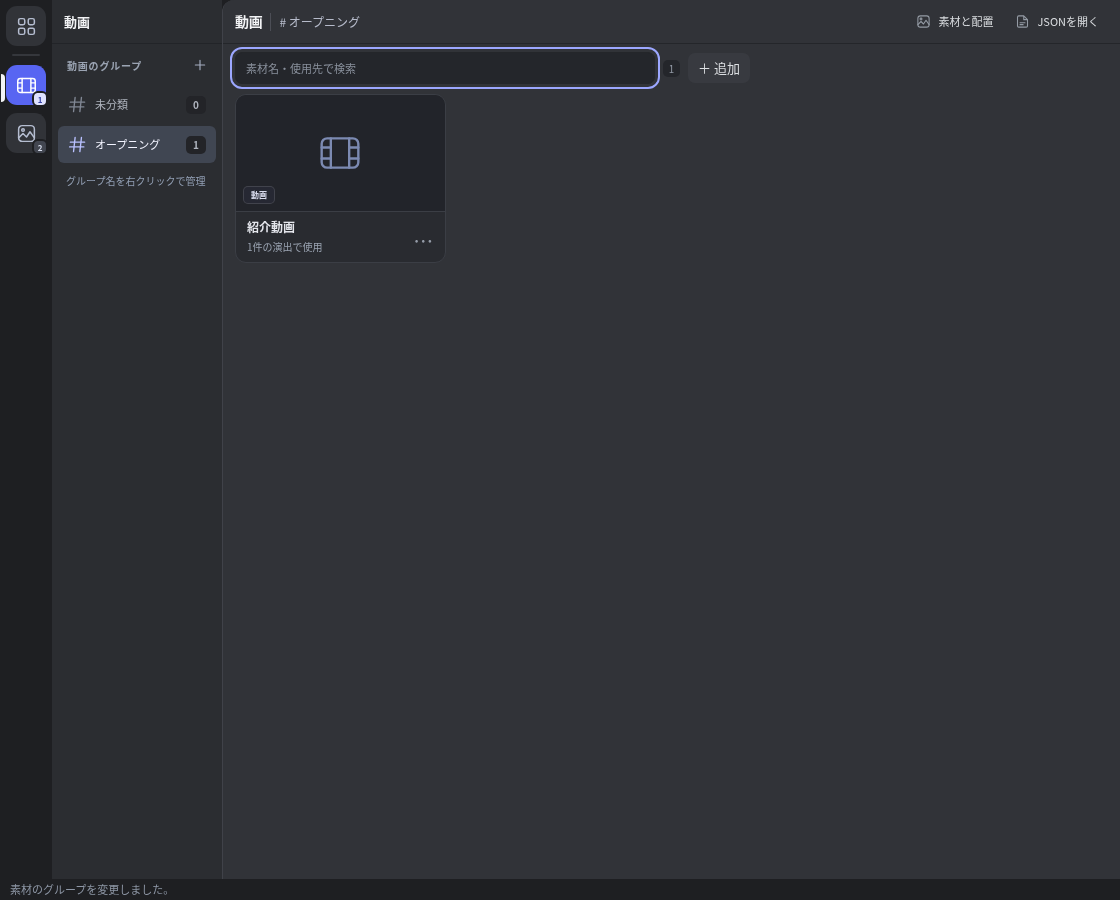 動画
動画
# オープニング
素材と配置
JSONを開く
動画のグループ
素材名・使用先で検索
1
追加
1
未分類
0
2
オープニング
1
グループ名を右クリックで管理
動画
紹介動画
1件の演出で使用
素材のグループを変更しました。